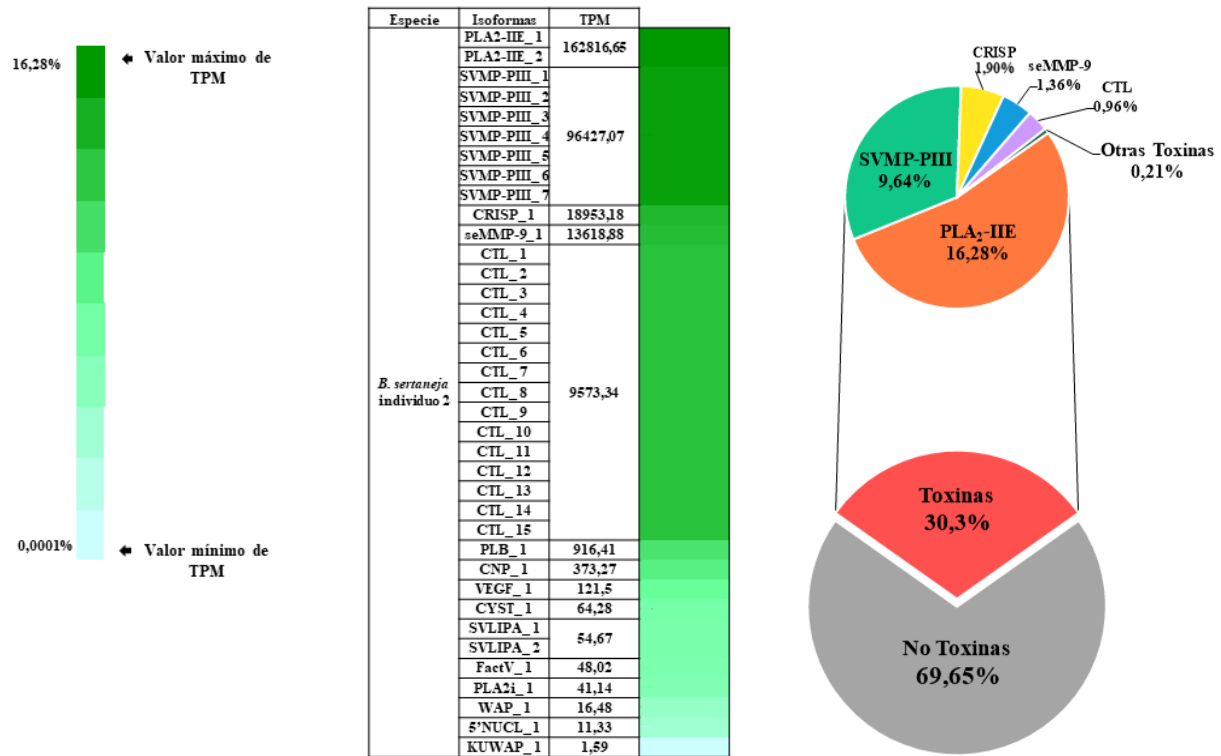 16,28%
Valor máximo de
TPM
0,0001%
Valor mínimo de
TPM
Especie Isoformas TPM
B. sertaneja
individuo 2
PLA2-IIE_1
PLA2-IIE_2
162816,65
SVMP-PIII_1
SVMP-PIII_2
SVMP-PIII_3
SVMP-PIII_4
SVMP-PIII_5
SVMP-PIII_6
SVMP-PIII_7
96427,07
CRISP_1 18953,18
seMMP-9_1 13618,88
CTL_1
CTL_2
CTL_3
CTL_4
CTL_5
CTL_6
CTL_7
CTL_8
CTL_9
CTL_10
CTL_11
CTL_12
CTL_13
CTL_14
CTL_15
9573,34
PLB_1 916,41
CNP_1 373,27
VEGF_1 121,5
CYST_1 64,28
SVLIPA_1
SVLIPA_2
54,67
FactV_1 48,02
PLA2i_1 41,14
WAP_1 16,48
5'NUCL_1 11,33
KUWAP_1 1,59
CRISP
1,90%
seMMP-9
1,36%
CTL
0,96%
Otras Toxinas
0,21%
SVMP-PIII
9,64%
PLA₂-IIE
16,28%
Toxinas
30,3%
No Toxinas
69,65%